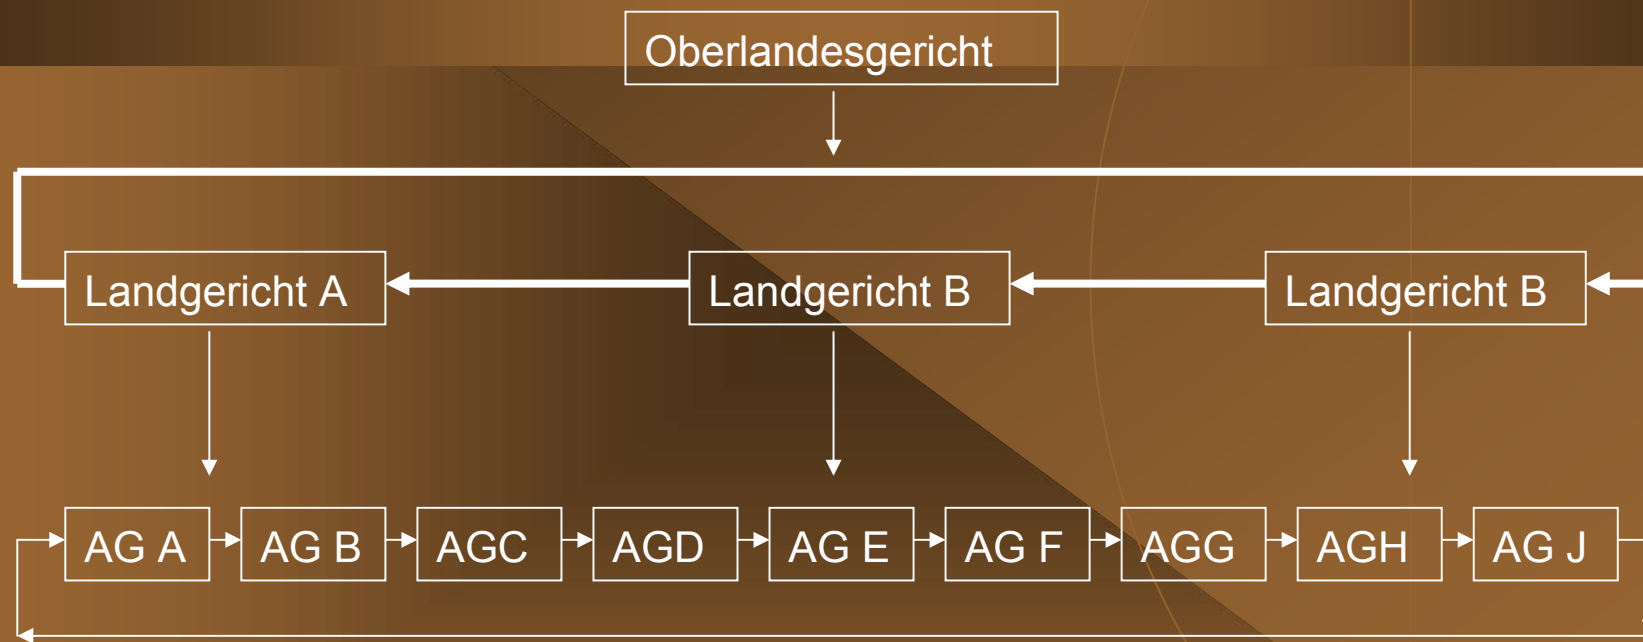 Oberlandesgericht
Landgericht A
Landgericht B
Landgericht B
AG A
AG B
AGC
AGD
AG E
AG F
AGG
AGH
AG J